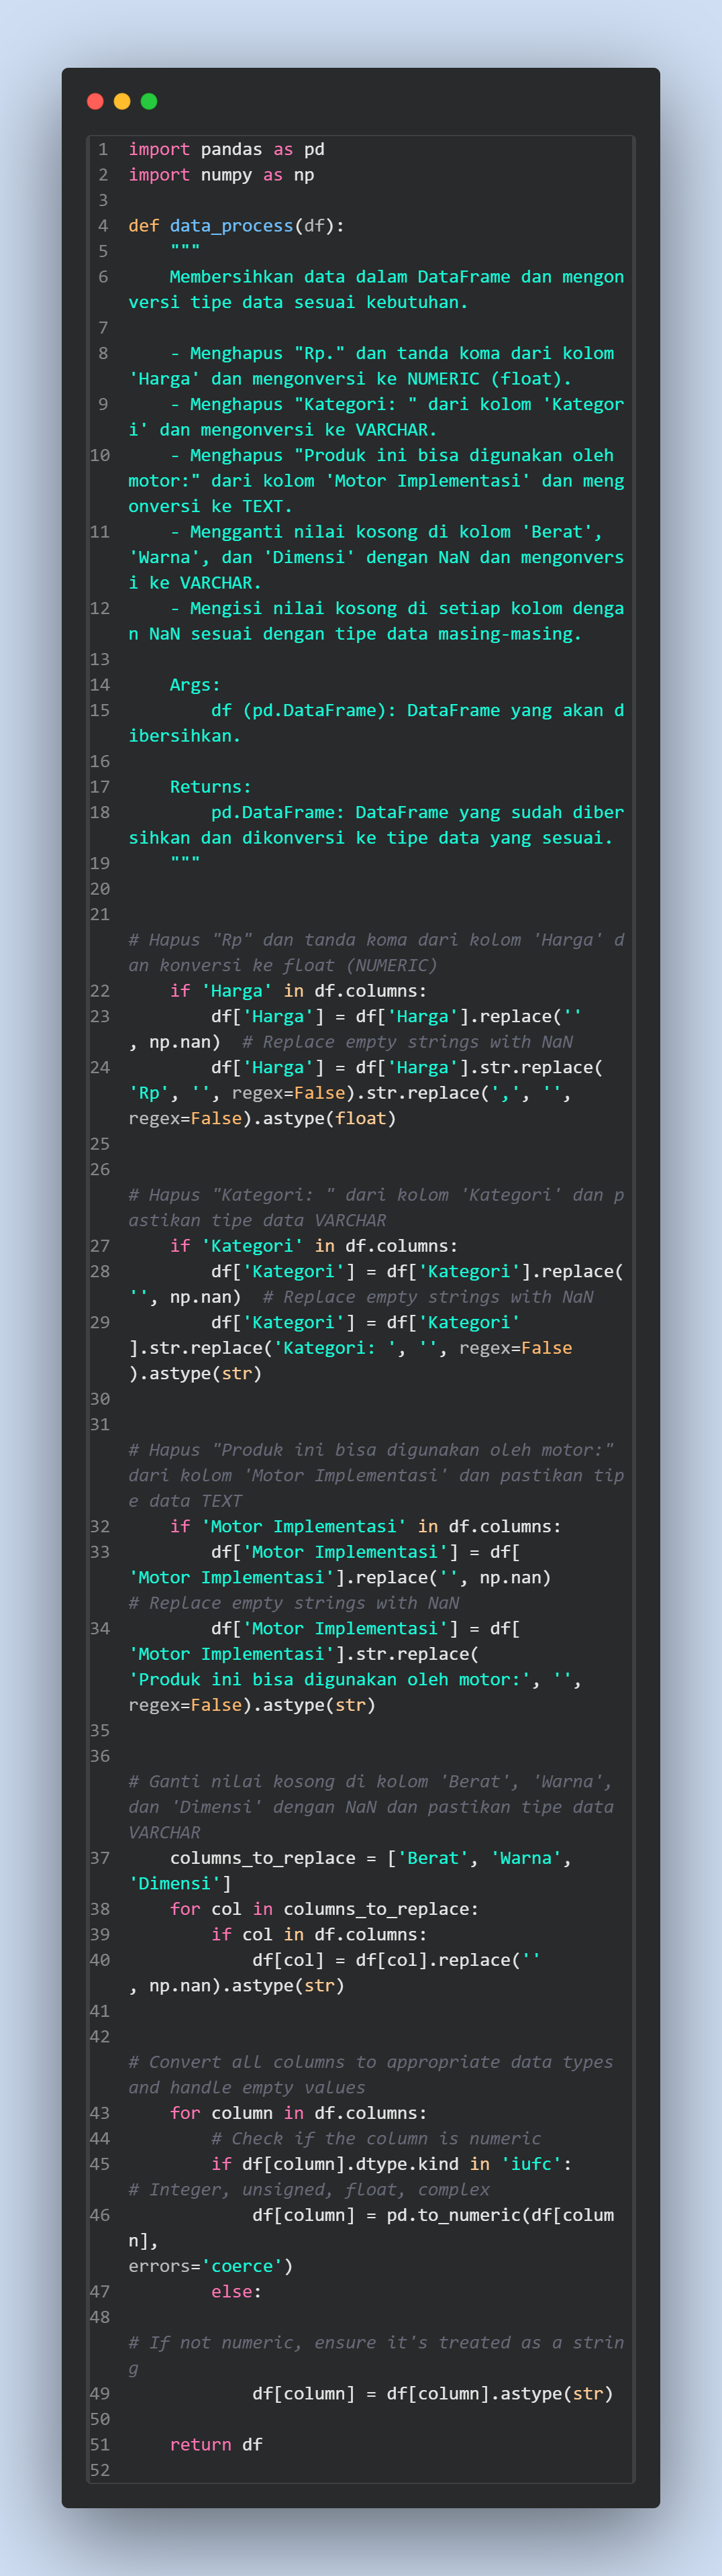 1 import pandas as pd
2 import numpy as np
3
4 def data_process(df):
5     """
6     Membersihkan data dalam DataFrame dan mengon
versi tipe data sesuai kebutuhan.
7
8     - Menghapus "Rp." dan tanda koma dari kolom
'Harga' dan mengonversi ke NUMERIC (float).
9     - Menghapus "Kategori: " dari kolom 'Kategor
i' dan mengonversi ke VARCHAR.
10     - Menghapus "Produk ini bisa digunakan oleh
motor:" dari kolom 'Motor Implementasi' dan meng
onversi ke TEXT.
11     - Mengganti nilai kosong di kolom 'Berat',
'Warna', dan 'Dimensi' dengan NaN dan mengonvers
i ke VARCHAR.
12     - Mengisi nilai kosong di setiap kolom denga
n NaN sesuai dengan tipe data masing-masing.
13
14     Args:
15         df (pd.DataFrame): DataFrame yang akan d
ibersihkan.
16
17     Returns:
18         pd.DataFrame: DataFrame yang sudah diber
sihkan dan dikonversi ke tipe data yang sesuai.
19     """
20
21
# Hapus "Rp" dan tanda koma dari kolom 'Harga' d
an konversi ke float (NUMERIC)
22     if 'Harga' in df.columns:
23         df['Harga'] = df['Harga'].replace(''
, np.nan)  # Replace empty strings with NaN
24         df['Harga'] = df['Harga'].str.replace(
'Rp', '', regex=False).str.replace(',', '',
regex=False).astype(float)
25
26
# Hapus "Kategori: " dari kolom 'Kategori' dan p
astikan tipe data VARCHAR
27     if 'Kategori' in df.columns:
28         df['Kategori'] = df['Kategori'].replace(
'', np.nan)  # Replace empty strings with NaN
29         df['Kategori'] = df['Kategori'
].str.replace('Kategori: ', '', regex=False
).astype(str)
30
31
# Hapus "Produk ini bisa digunakan oleh motor:"
dari kolom 'Motor Implementasi' dan pastikan tip
e data TEXT
32     if 'Motor Implementasi' in df.columns:
33         df['Motor Implementasi'] = df[
'Motor Implementasi'].replace('', np.nan)
# Replace empty strings with NaN
34         df['Motor Implementasi'] = df[
'Motor Implementasi'].str.replace(
'Produk ini bisa digunakan oleh motor:', '',
regex=False).astype(str)
35
36
# Ganti nilai kosong di kolom 'Berat', 'Warna',
dan 'Dimensi' dengan NaN dan pastikan tipe data
VARCHAR
37     columns_to_replace = ['Berat', 'Warna',
'Dimensi']
38     for col in columns_to_replace:
39         if col in df.columns:
40             df[col] = df[col].replace(''
, np.nan).astype(str)
41
42
# Convert all columns to appropriate data types
and handle empty values
43     for column in df.columns:
44         # Check if the column is numeric
45         if df[column].dtype.kind in 'iufc':
# Integer, unsigned, float, complex
46             df[column] = pd.to_numeric(df[colum
n],
errors='coerce')
47         else:
48
# If not numeric, ensure it's treated as a strin
g
49             df[column] = df[column].astype(str)
50
51     return df
52